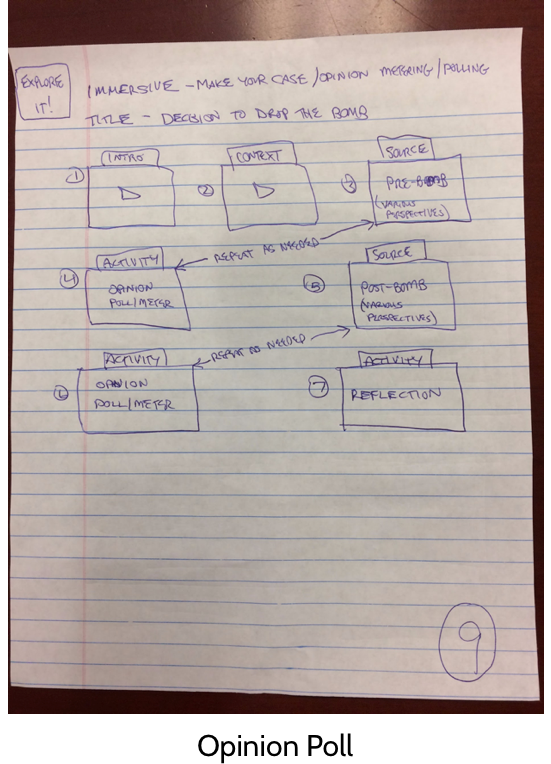 EXPLORE
IT!
IMMERSIVE - MAKE YOUR CASE/OPINION METERING/POLLING
TITLE - DECISION TO DROP THE BOMB
INTRO
1
CONTEXT
2
SOURCE
3
PRE-BOMB
(VARIOUS
PERSPECTIVES)
REPEAT AS NEEDED
ACTIVITY
4
OPINION
POLL/METER
SOURCE
5
POST-BOMB
(VARIOUS
PERSPECTIVES)
REPEAT AS NEEDED
ACTIVITY
6
OPINION
POLL/METER
ACTIVITY
7
REFLECTION
9
Opinion Poll